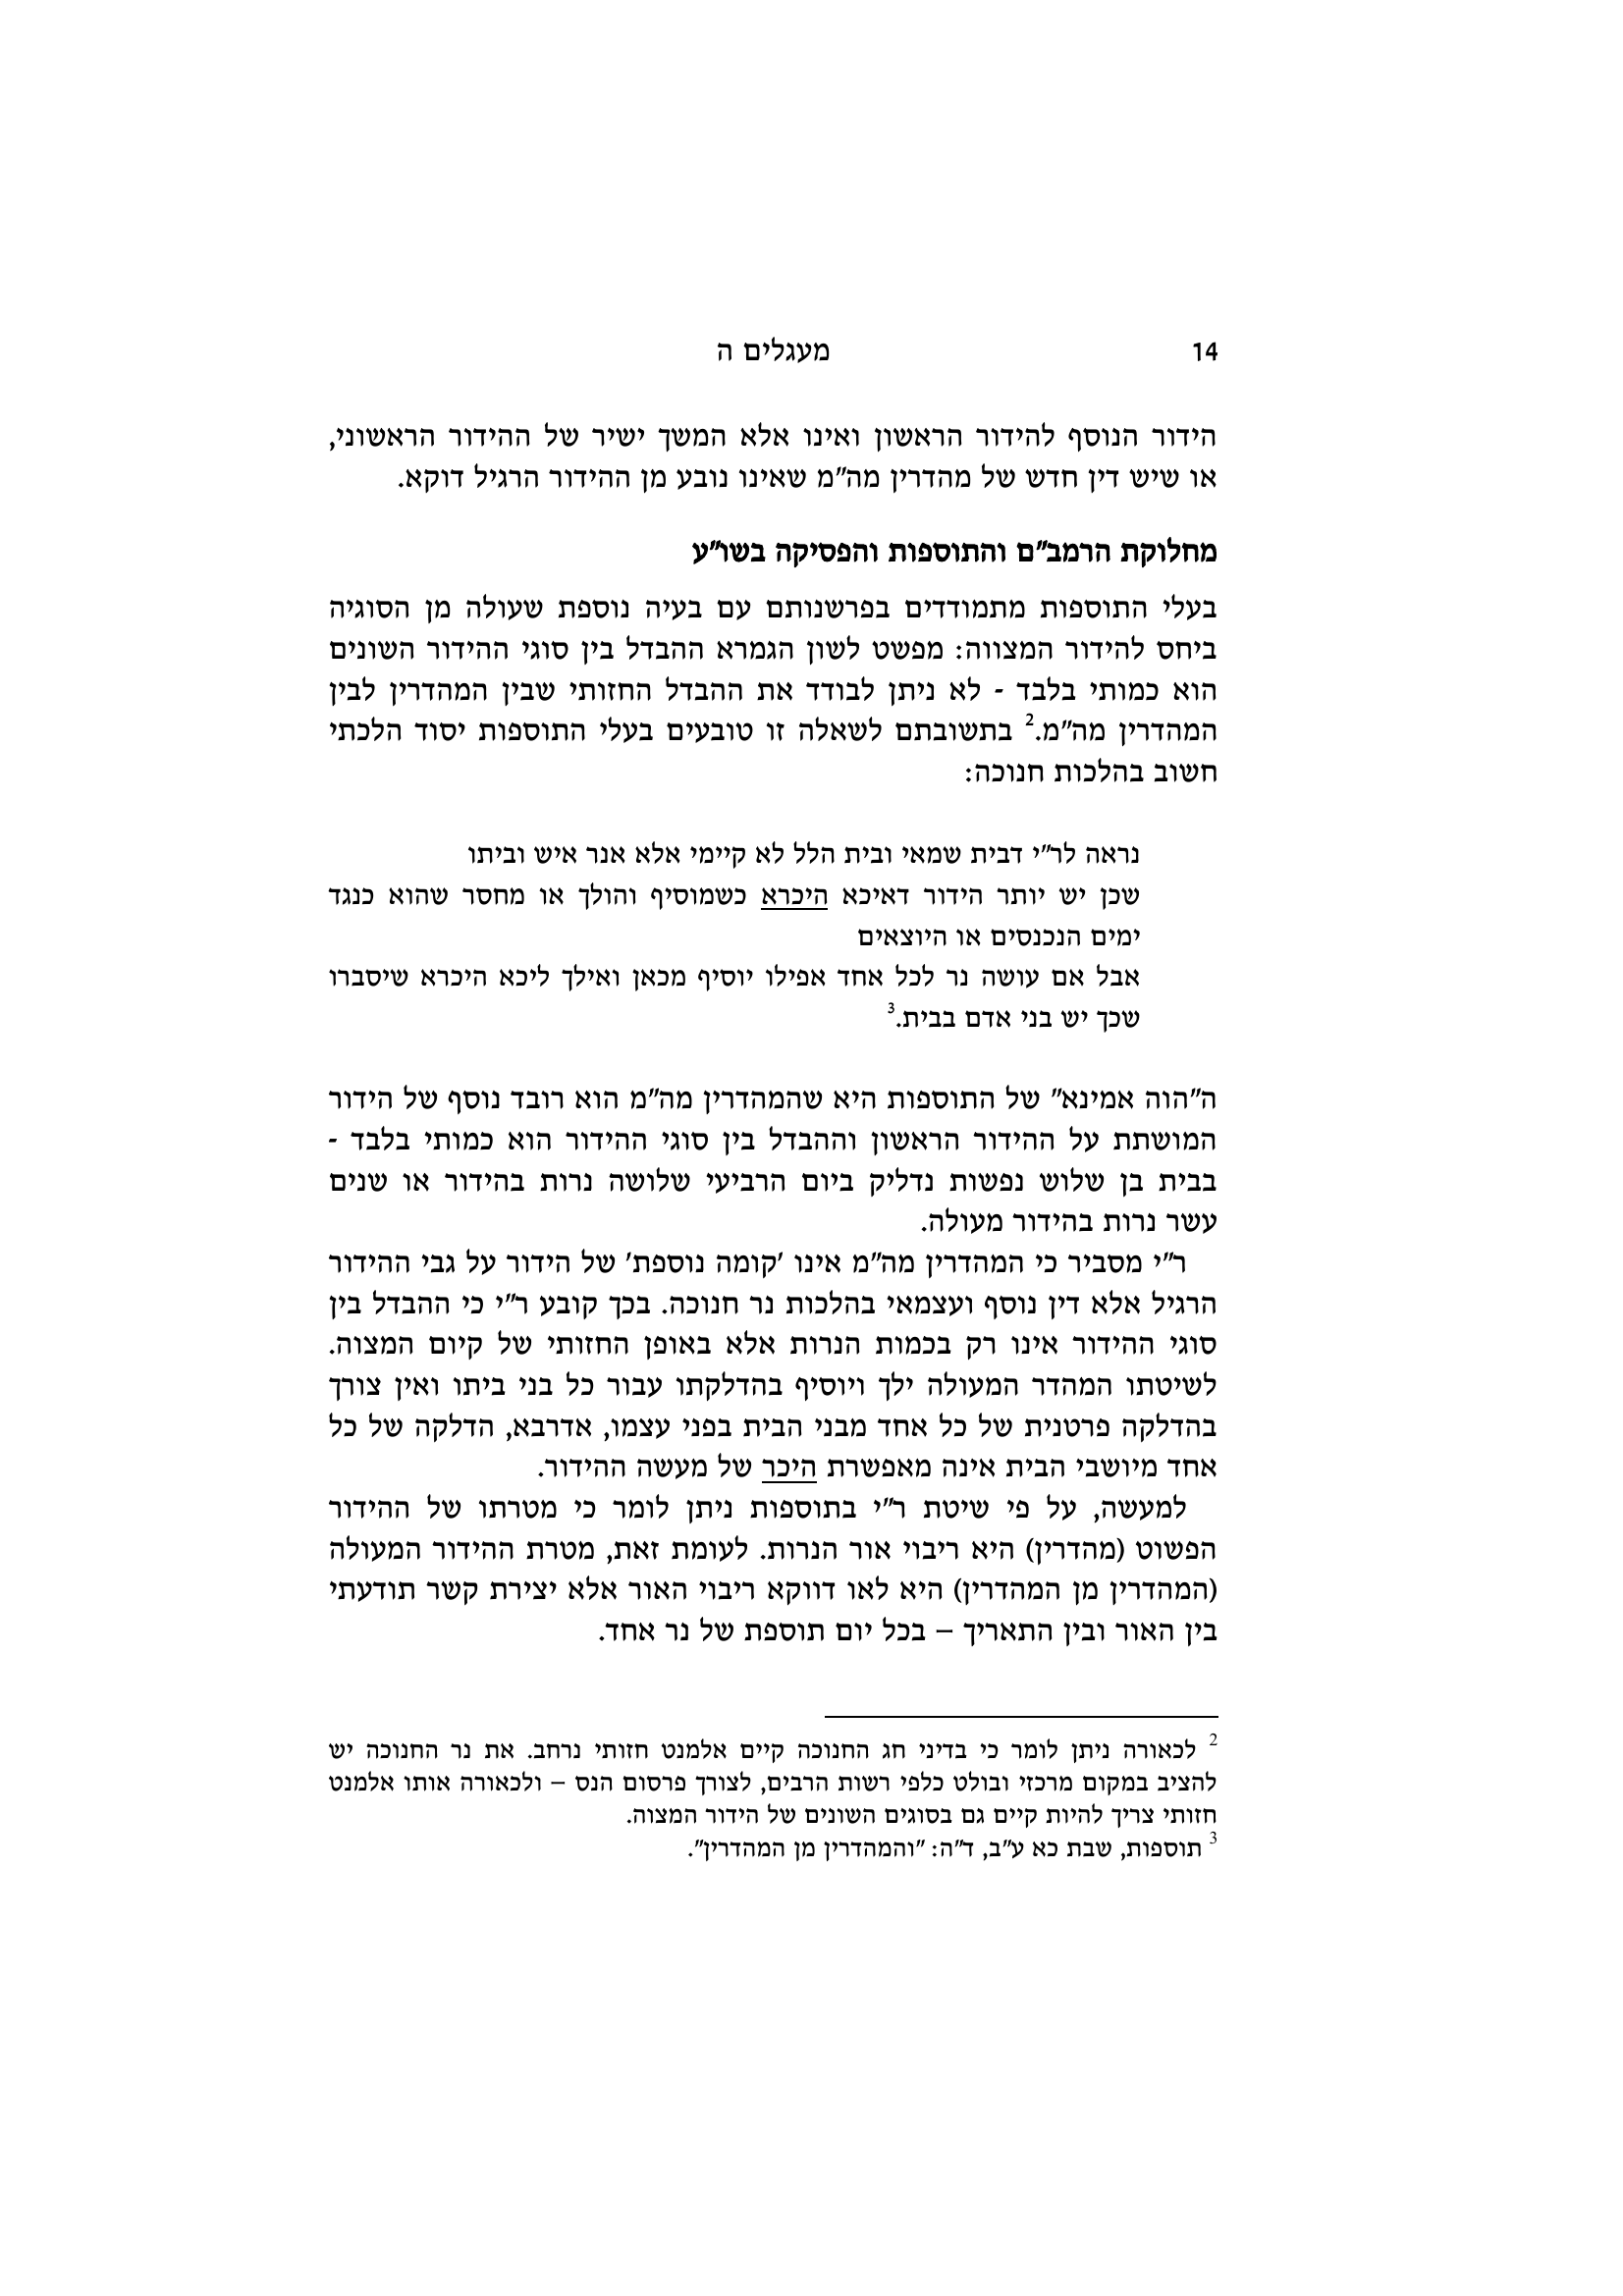 14 מעגלים ה
הידור הנוסף להידור הראשון ואינו אלא המשך ישיר של ההידור הראשוני,
או שיש דין חדש של מהדרין מה"מ שאינו נובע מן ההידור הרגיל דוקא.
מחלוקת הרמב"ם והתוספות והפסיקה בשו"ע
בעלי התוספות מתמודדים בפרשנותם עם בעיה נוספת שעולה מן הסוגיה
ביחס להידור המצווה: מפשט לשון הגמרא ההבדל בין סוגי ההידור השונים
הוא כמותי בלבד - לא ניתן לבודד את ההבדל החזותי שבין המהדרין לבין
המהדרין מה"מ.2 בתשובתם לשאלה זו טובעים בעלי התוספות יסוד הלכתי
חשוב בהלכות חנוכה:
נראה לר"י דבית שמאי ובית הלל לא קיימי אלא אנר איש וביתו
שכן יש יותר הידור דאיכא היכרא כשמוסיף והולך או מחסר שהוא כנגד
ימים הנכנסים או היוצאים
אבל אם עושה נר לכל אחד אפילו יוסיף מכאן ואילך ליכא היכרא שיסברו
שכך יש בני אדם בבית.3
ה"הוה אמינא" של התוספות היא שהמהדרין מה"מ הוא רובד נוסף של הידור
המושתת על ההידור הראשון וההבדל בין סוגי ההידור הוא כמותי בלבד -
בבית בן שלוש נפשות נדליק ביום הרביעי שלושה נרות בהידור או שנים
עשר נרות בהידור מעולה.
ר"י מסביר כי המהדרין מה"מ אינו 'קומה נוספת' של הידור על גבי ההידור
הרגיל אלא דין נוסף ועצמאי בהלכות נר חנוכה. בכך קובע ר"י כי ההבדל בין
סוגי ההידור אינו רק בכמות הנרות אלא באופן החזותי של קיום המצוה.
לשיטתו המהדר המעולה ילך ויוסיף בהדלקתו עבור כל בני ביתו ואין צורך
בהדלקה פרטנית של כל אחד מבני הבית בפני עצמו, אדרבא, הדלקה של כל
אחד מיושבי הבית אינה מאפשרת היכר של מעשה ההידור.
למעשה, על פי שיטת ר"י בתוספות ניתן לומר כי מטרתו של ההידור
הפשוט (מהדרין) היא ריבוי אור הנרות. לעומת זאת, מטרת ההידור המעולה
(המהדרין מן המהדרין) היא לאו דווקא ריבוי האור אלא יצירת קשר תודעתי
בין האור ובין התאריך – בכל יום תוספת של נר אחד.
2 לכאורה ניתן לומר כי בדיני חג החנוכה קיים אלמנט חזותי נרחב. את נר החנוכה יש
להציב במקום מרכזי ובולט כלפי רשות הרבים, לצורך פרסום הנס – ולכאורה אותו אלמנט
חזותי צריך להיות קיים גם בסוגים השונים של הידור המצוה.
3 תוספות, שבת כא ע"ב, ד"ה: "והמהדרין מן המהדרין".